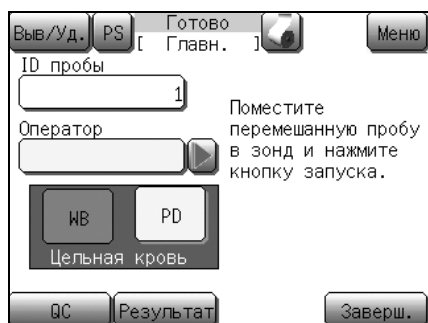 Выв/Уд. PS Готово Меню
[ Главн. ]
ID пробы
1
Оператор
Поместите
перемешанную пробу
в зонд и нажмите
кнопку запуска.
WB PD
Цельная кровь
QC Результат Заверш.